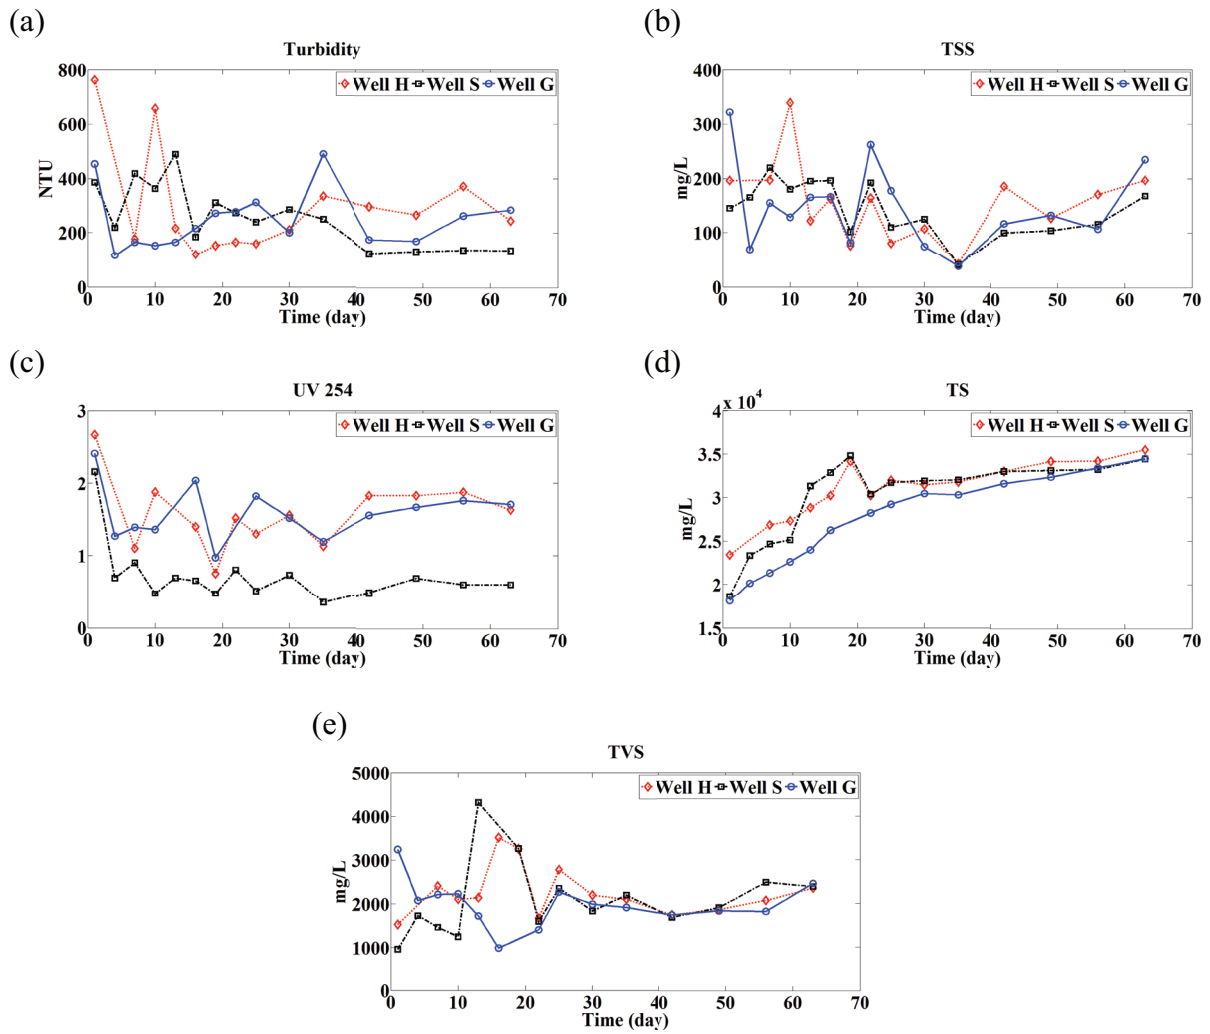 (a)
Turbidity
800
600
400
200
0
NTU
Well H Well S Well G
0 10 20 30 40 50 60 70
Time (day)
(b)
TSS
400
300
200
100
0
mg/L
Well H Well S Well G
0 10 20 30 40 50 60 70
Time (day)
(c)
UV 254
3
2
1
0
Well H Well S Well G
0 10 20 30 40 50 60 70
Time (day)
(d)
TS
x 10^4
4
3.5
3
2.5
2
1.5
mg/L
Well H Well S Well G
0 10 20 30 40 50 60 70
Time (day)
(e)
TVS
5000
4000
3000
2000
1000
0
mg/L
Well H Well S Well G
0 10 20 30 40 50 60 70
Time (day)